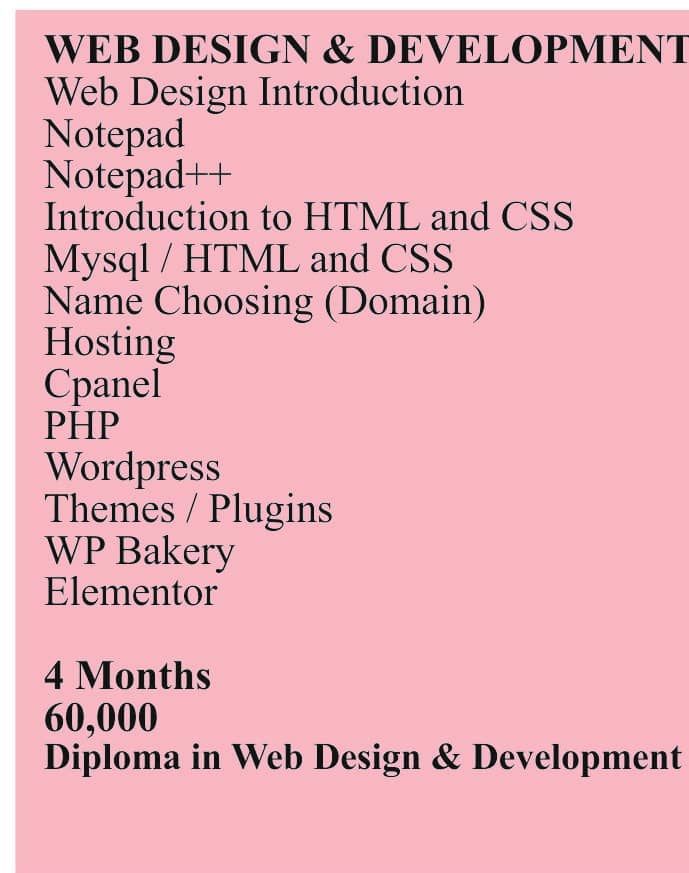 WEB DESIGN & DEVELOPMENT
Web Design Introduction
Notepad
Notepad++
Introduction to HTML and CSS
Mysql / HTML and CSS
Name Choosing (Domain)
Hosting
Cpanel
PHP
Wordpress
Themes / Plugins
WP Bakery
Elementor
4 Months
60,000
Diploma in Web Design & Development